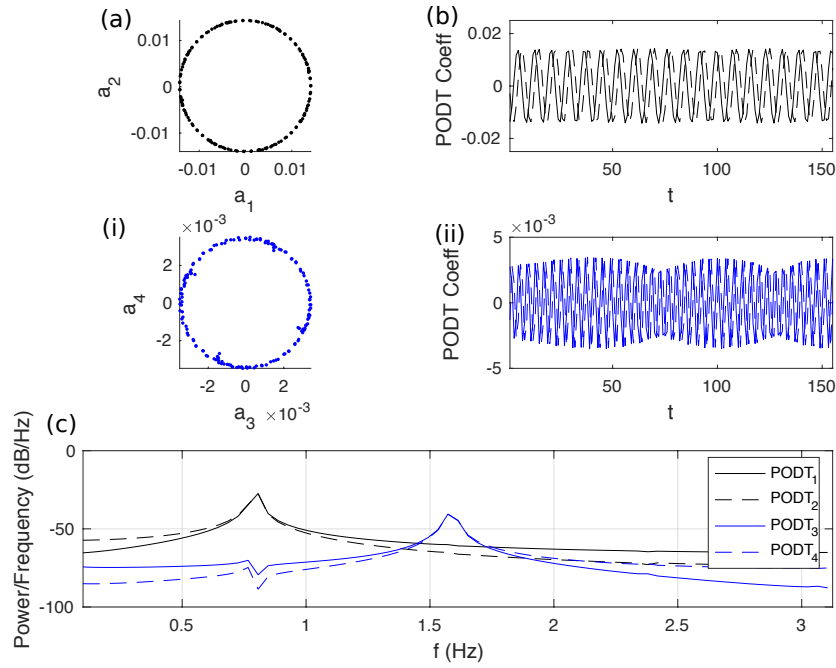 (a)
0.01
0
-0.01
a2
-0.01 0 0.01
a1
(b)
0.02
0
-0.02
PODT Coeff
50 100 150
t
(i)
×10-3
2
0
-2
a4
-2 0 2
a3 ×10-3
(ii)
×10-3
5
0
-5
PODT Coeff
50 100 150
t
(c)
0
-50
-100
Power/Frequency (dB/Hz)
0.5 1 1.5 2 2.5 3
f (Hz)
PODT1
PODT2
PODT3
PODT4